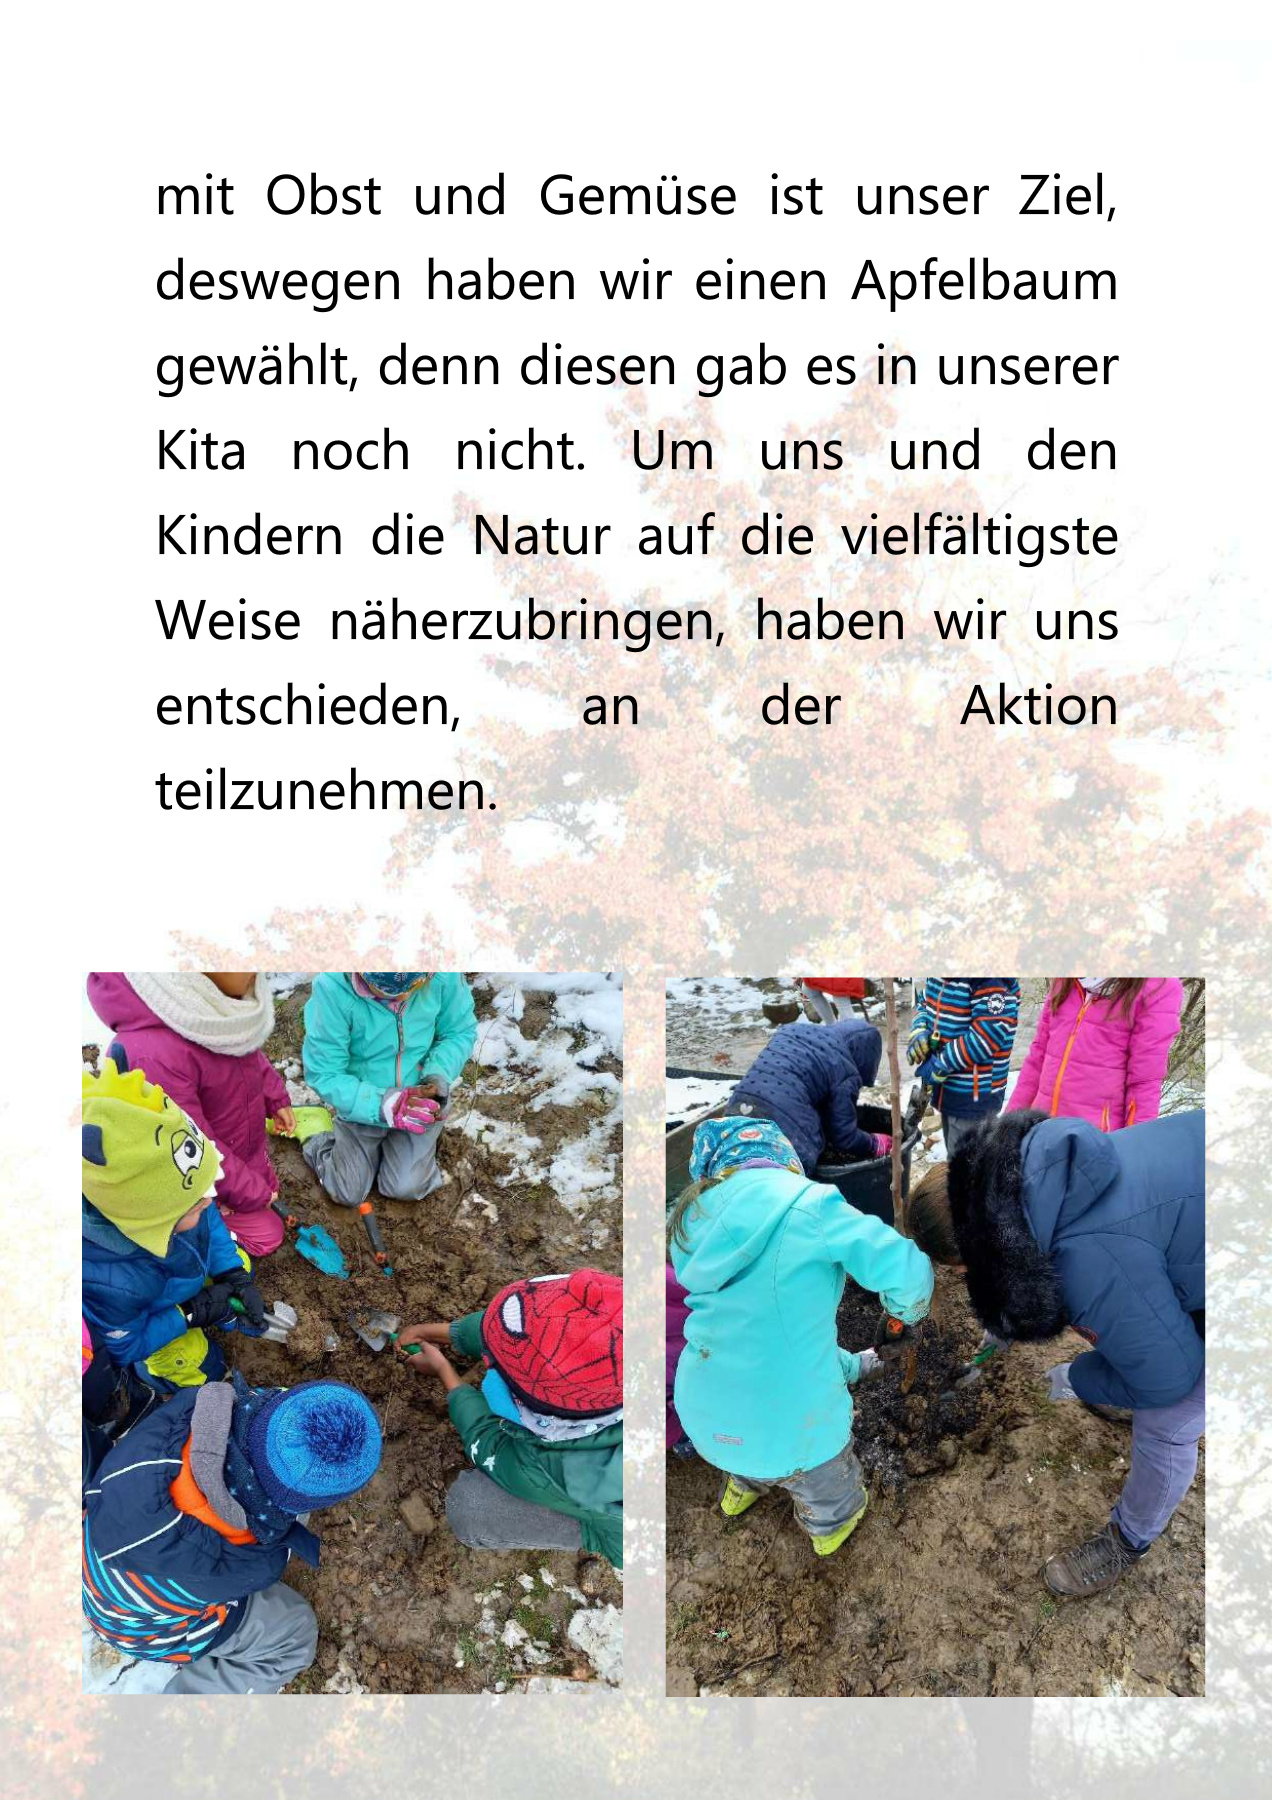 mit Obst und Gemüse ist unser Ziel,
deswegen haben wir einen Apfelbaum
gewählt, denn diesen gab es in unserer
Kita noch nicht. Um uns und den
Kindern die Natur auf die vielfältigste
Weise näherzubringen, haben wir uns
entschieden, an der Aktion
teilzunehmen.